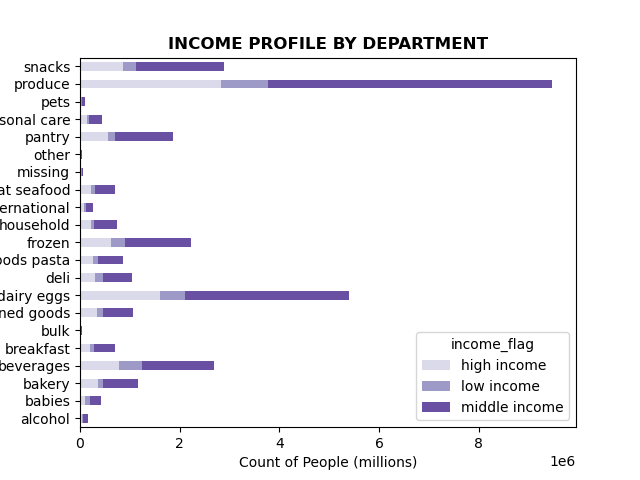 INCOME PROFILE BY DEPARTMENT
snacks
produce
pets
sonal care
pantry
other
missing
at seafood
ernational
household
frozen
oods pasta
deli
dairy eggs
ned goods
bulk
breakfast
beverages
bakery
babies
alcohol
income_flag
high income
low income
middle income
0 2 4 6 8
Count of People (millions)
1e6